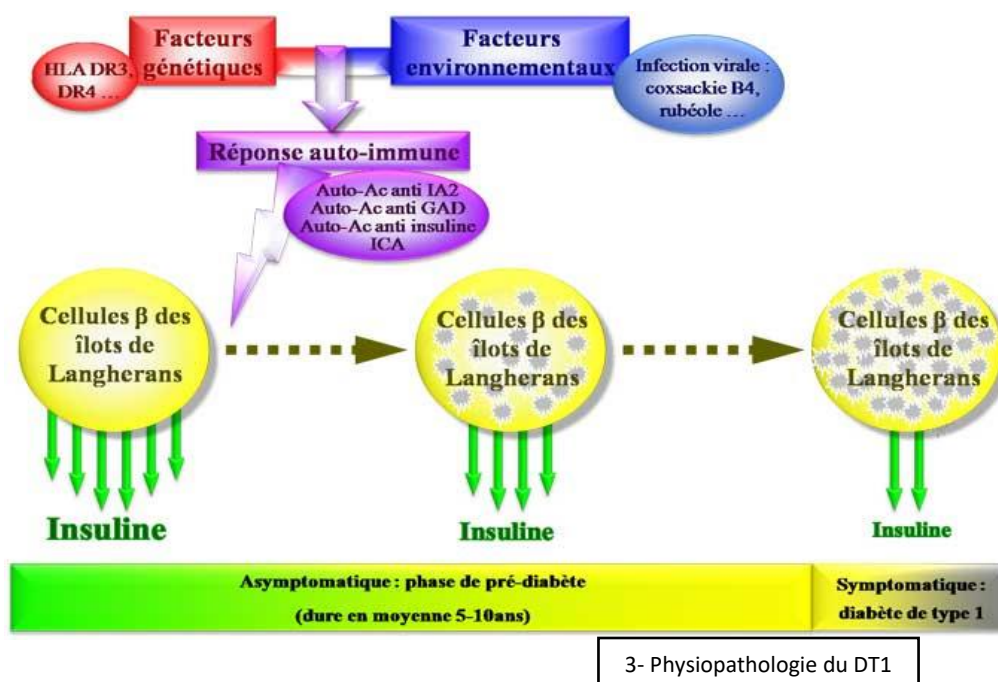 Facteurs
génétiques
Facteurs
environnementaux
HLA DR3,
DR4 ...
Infection virale :
coxsackie B4,
rubéole ...
Réponse auto-immune
Auto-Ac anti IA2
Auto-Ac anti GAD
Auto-Ac anti insuline
ICA
Cellules β des
îlots de
Langherans
Cellules β des
îlots de
Langherans
Cellules β des
îlots de
Langherans
Insuline
Insuline
Insuline
Asymptomatique : phase de pré-diabète
(dure en moyenne 5-10ans)
Symptomatique :
diabète de type 1
3- Physiopathologie du DT1